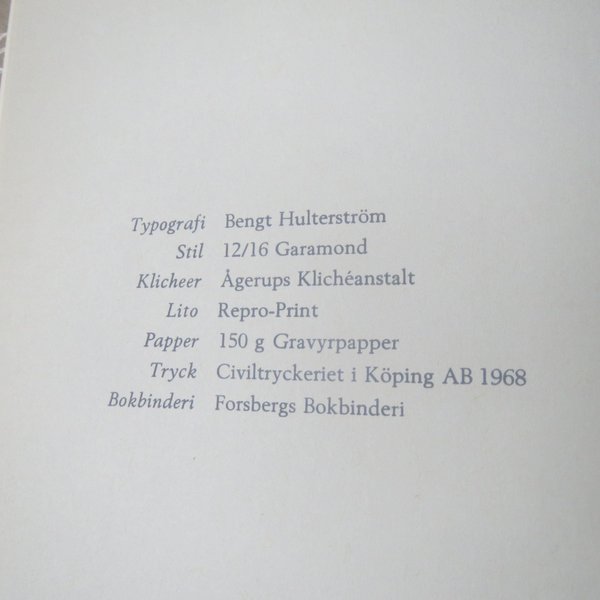 Typografi Bengt Hulterström
Stil 12/16 Garamond
Klicheer Ågerups Klichéanstalt
Lito Repro-Print
Papper 150 g Gravyrpapper
Tryck Civiltryckeriet i Köping AB 1968
Bokbinderi Forsbergs Bokbinderi